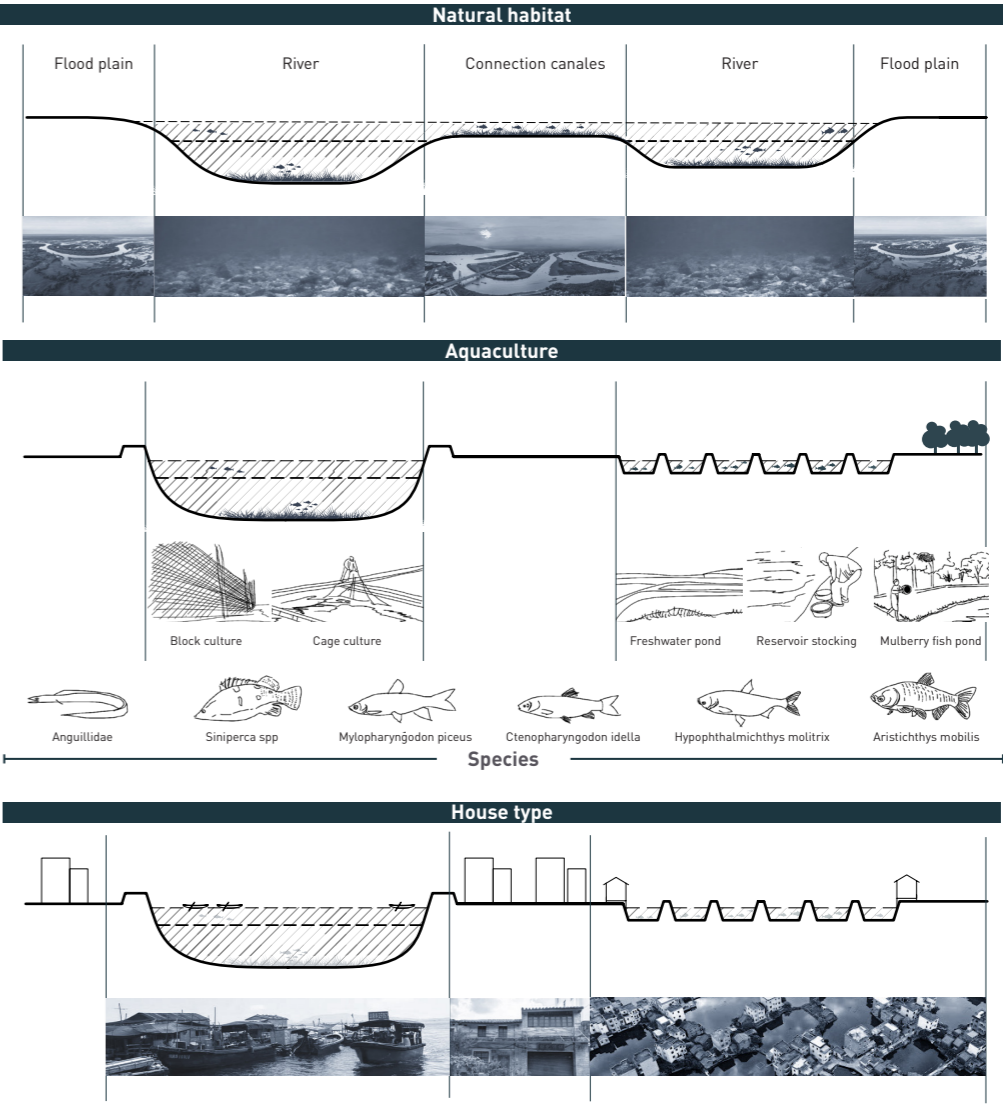 Natural habitat
Flood plain
River
Connection canales
River
Flood plain
Aquaculture
Block culture
Cage culture
Freshwater pond
Reservoir stocking
Mulberry fish pond
Anguillidae
Siniperca spp
Mylopharyngodon piceus
Ctenopharyngodon idella
Hypophthalmichthys molitrix
Aristichthys mobilis
Species
House type